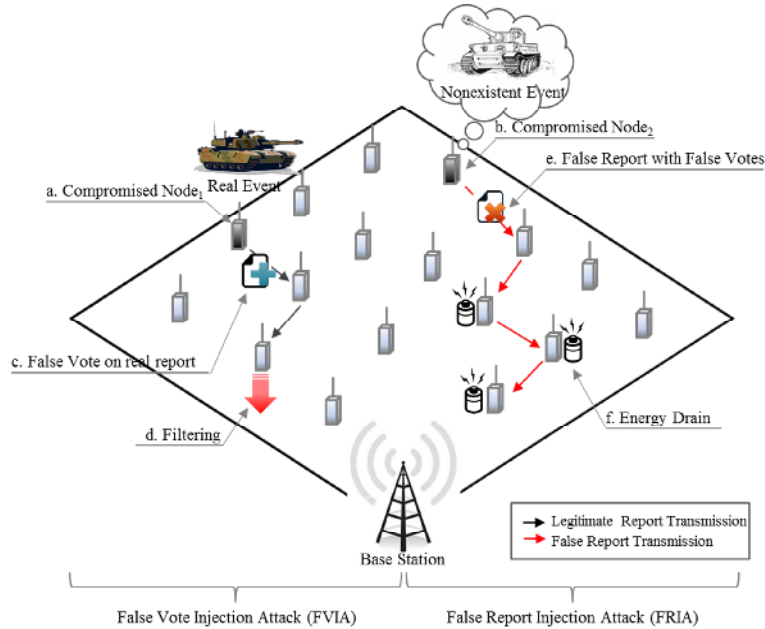 Nonexistent Event
b. Compromised Node2
e. False Report with False Votes
a. Compromised Node1
Real Event
c. False Vote on real report
d. Filtering
f. Energy Drain
Base Station
Legitimate Report Transmission
False Report Transmission
False Vote Injection Attack (FVIA)
False Report Injection Attack (FRIA)